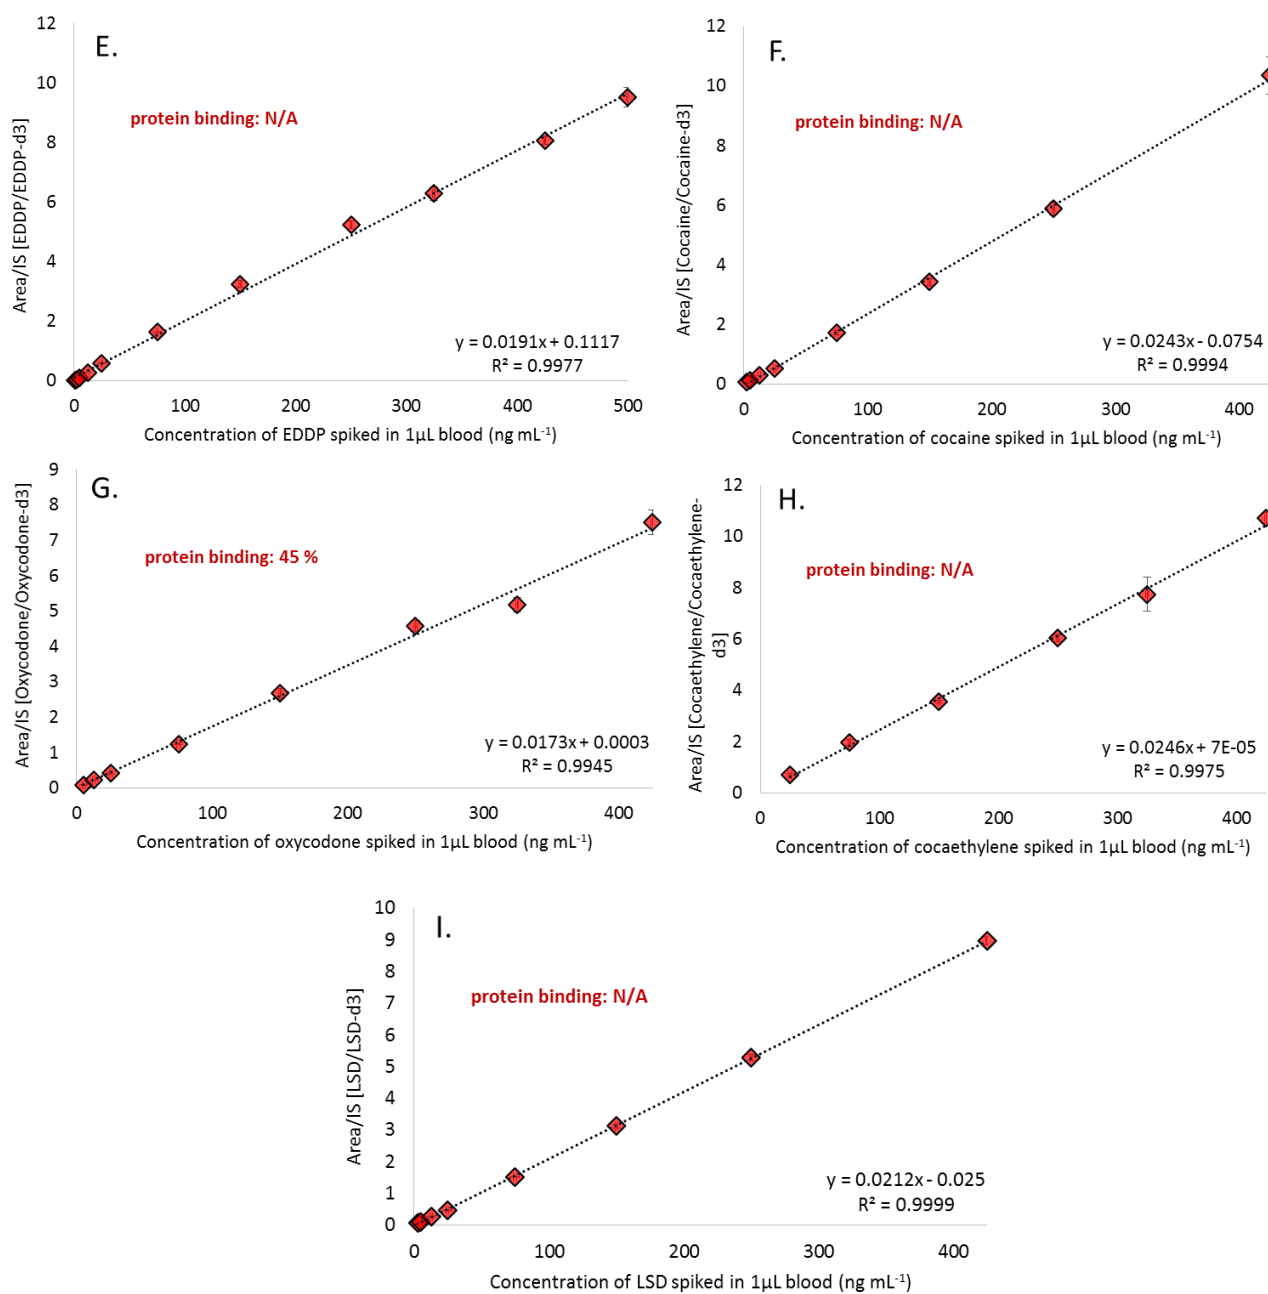 E.
protein binding: N/A
Area/IS [EDDP/EDDP-d3]
12
10
8
6
4
2
0
y = 0.0191x + 0.1117
R² = 0.9977
0 100 200 300 400 500
Concentration of EDDP spiked in 1µL blood (ng mL⁻¹)
F.
protein binding: N/A
Area/IS [Cocaine/Cocaine-d3]
12
10
8
6
4
2
0
y = 0.0243x - 0.0754
R² = 0.9994
0 100 200 300 400
Concentration of cocaine spiked in 1µL blood (ng mL⁻¹)
G.
protein binding: 45 %
Area/IS [Oxycodone/Oxycodone-d3]
9
8
7
6
5
4
3
2
1
0
y = 0.0173x + 0.0003
R² = 0.9945
0 100 200 300 400
Concentration of oxycodone spiked in 1µL blood (ng mL⁻¹)
H.
protein binding: N/A
Area/IS [Cocaethylene/Cocaethylene-
d3]
12
10
8
6
4
2
0
y = 0.0246x + 7E-05
R² = 0.9975
0 100 200 300 400
Concentration of cocaethylene spiked in 1µL blood (ng mL⁻¹)
I.
protein binding: N/A
Area/IS [LSD/LSD-d3]
10
9
8
7
6
5
4
3
2
1
0
y = 0.0212x - 0.025
R² = 0.9999
0 100 200 300 400
Concentration of LSD spiked in 1µL blood (ng mL⁻¹)